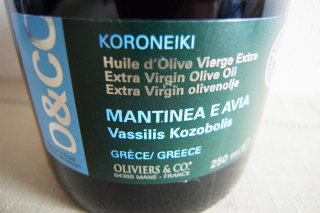 O&CO
KORONEIKI
Huile d'Olive Vierge Extra
Extra Virgin Olive Oil
Extra Virgin olivenolje
MANTINEA E AVIA
Vassilis Kozobolis
GRÈCE/ GREECE
250 ml
OLIVIERS & CO.
04300 MANE - FRANCE